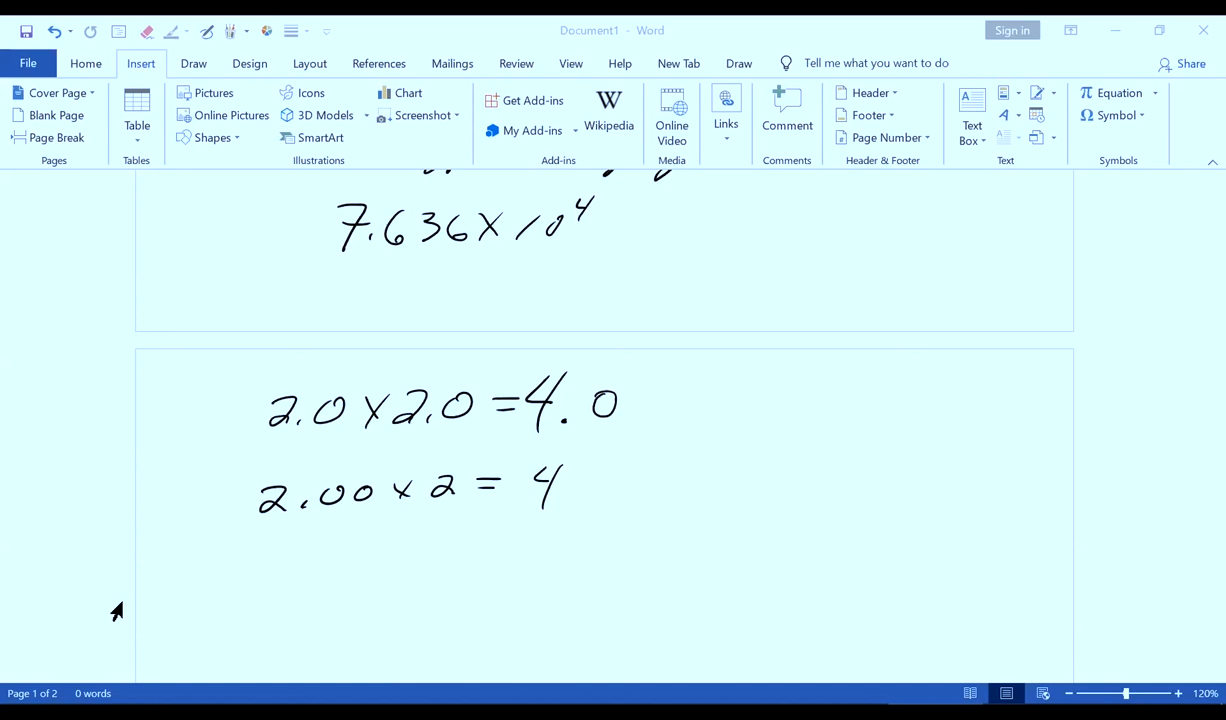 Document1 - Word
Sign in
File Home Insert Draw Design Layout References Mailings Review View Help New Tab Draw Tell me what you want to do Share
Cover Page
Blank Page
Page Break
Pages
Table
Tables
Pictures
Online Pictures
Shapes
Icons
3D Models
SmartArt
Chart
Screenshot
Illustrations
Get Add-ins
My Add-ins
Wikipedia
Add-ins
Online
Video
Media
Links
Comment
Comments
Header
Footer
Page Number
Header & Footer
Text
Box
Text
π Equation
Ω Symbol
Symbols
7.636 X 10⁴
2.0 x 2.0 = 4.0
2.00 x 2 = 4
Page 1 of 2 0 words
120%